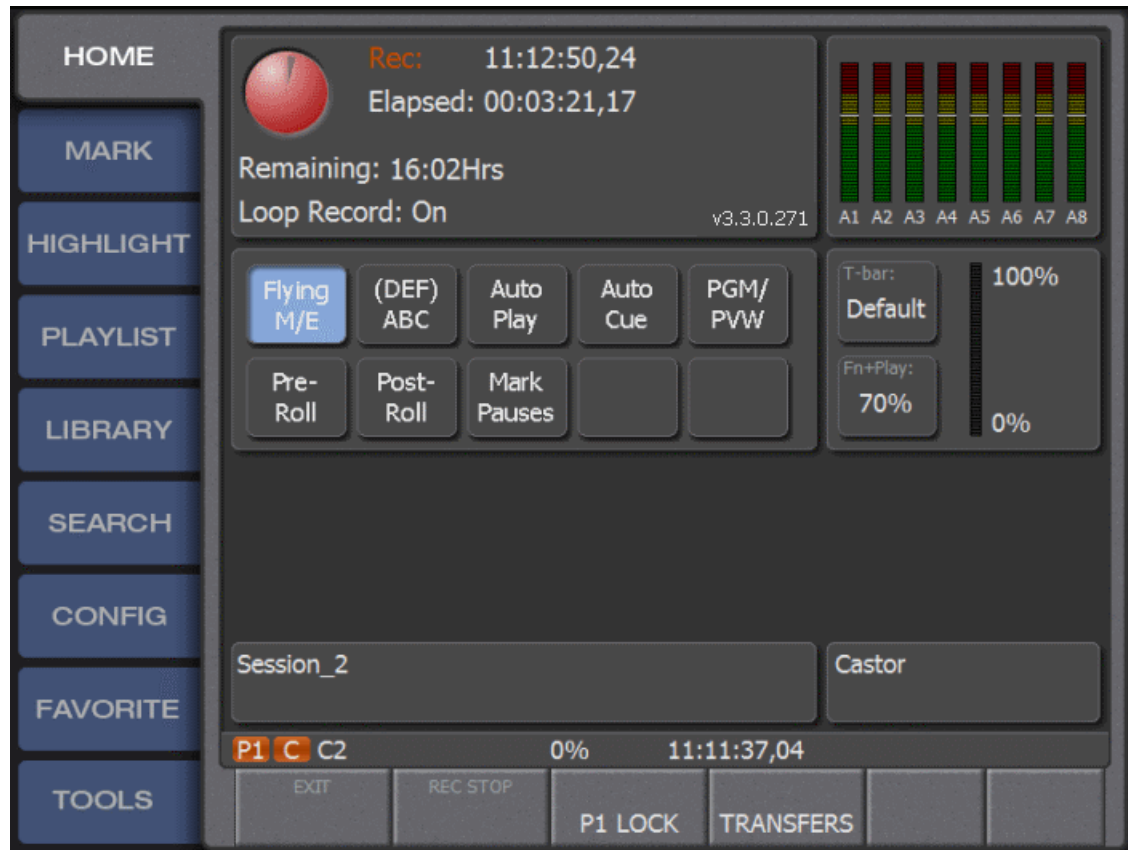 HOME
MARK
HIGHLIGHT
PLAYLIST
LIBRARY
SEARCH
CONFIG
FAVORITE
TOOLS
Rec: 11:12:50,24
Elapsed: 00:03:21,17
Remaining: 16:02Hrs
Loop Record: On
v3.3.0.271
A1 A2 A3 A4 A5 A6 A7 A8
Flying
M/E
(DEF)
ABC
Auto
Play
Auto
Cue
PGM/
PVW
Pre-
Roll
Post-
Roll
Mark
Pauses
T-bar:
Default
Fn+Play:
70%
100%
0%
Session_2
Castor
P1 C C2 0% 11:11:37,04
EXIT
REC STOP
P1 LOCK
TRANSFERS